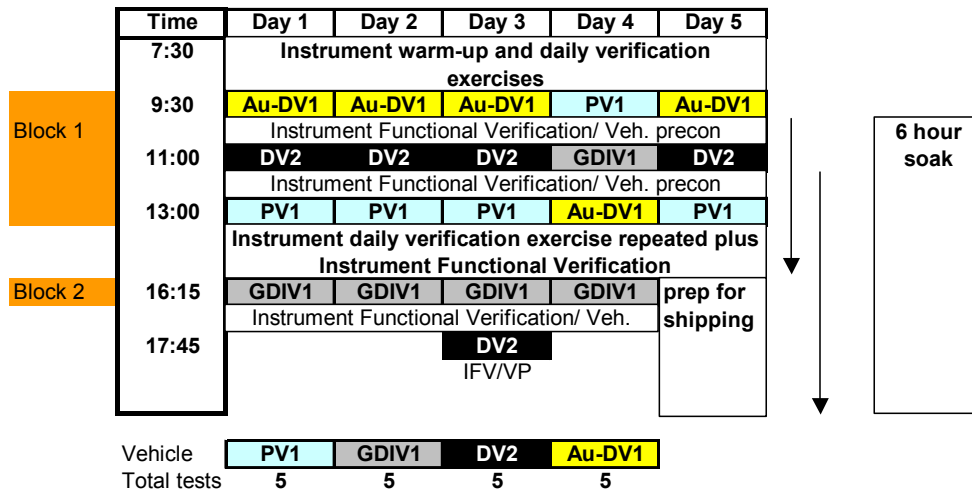 Time Day 1 Day 2 Day 3 Day 4 Day 5
7:30 Instrument warm-up and daily verification
exercises
9:30 Au-DV1 Au-DV1 Au-DV1 PV1 Au-DV1
Block 1 Instrument Functional Verification/ Veh. precon 6 hour
11:00 DV2 DV2 DV2 GDIV1 DV2 soak
Instrument Functional Verification/ Veh. precon
13:00 PV1 PV1 PV1 Au-DV1 PV1
Instrument daily verification exercise repeated plus
Instrument Functional Verification
Block 2 16:15 GDIV1 GDIV1 GDIV1 GDIV1 prep for
Instrument Functional Verification/ Veh. shipping
17:45 DV2
IFV/VP
Vehicle PV1 GDIV1 DV2 Au-DV1
Total tests 5 5 5 5